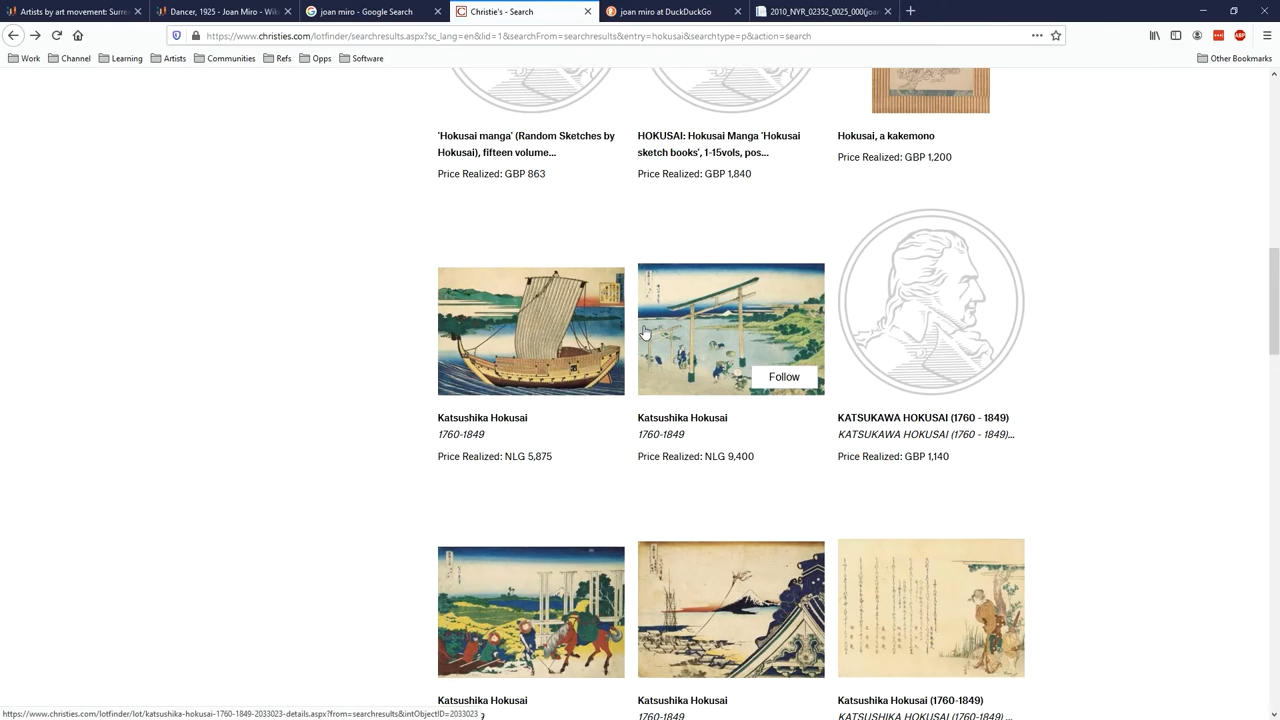 Artists by art movement: Surre
Dancer, 1925 - Joan Miro - Wiki
joan miro - Google Search
Christie's - Search
joan miro at DuckDuckGo
2010_NYR_02352_0025_000(joan
https://www.christies.com/lotfinder/searchresults.aspx?sc_lang=en&lid=1&searchFrom=searchresults&entry=hokusai&searchtype=p&action=search
Work
Channel
Learning
Artists
Communities
Refs
Opps
Software
Other Bookmarks
'Hokusai manga' (Random Sketches by
Hokusai), fifteen volume...
Price Realized: GBP 863
HOKUSAI: Hokusai Manga 'Hokusai
sketch books', 1-15vols, pos...
Price Realized: GBP 1,840
Hokusai, a kakemono
Price Realized: GBP 1,200
Follow
Katsushika Hokusai
1760-1849
Price Realized: NLG 5,875
Katsushika Hokusai
1760-1849
Price Realized: NLG 9,400
KATSUKAWA HOKUSAI (1760 - 1849)
KATSUKAWA HOKUSAI (1760 - 1849)...
Price Realized: GBP 1,140
Katsushika Hokusai
Katsushika Hokusai
1760-1849
Katsushika Hokusai (1760-1849)
KATSUSHIKA HOKUSAI (1760-1849) ...
https://www.christies.com/lotfinder/lot/katsushika-hokusai-1760-1849-2033023-details.aspx?from=searchresults&intObjectID=2033023